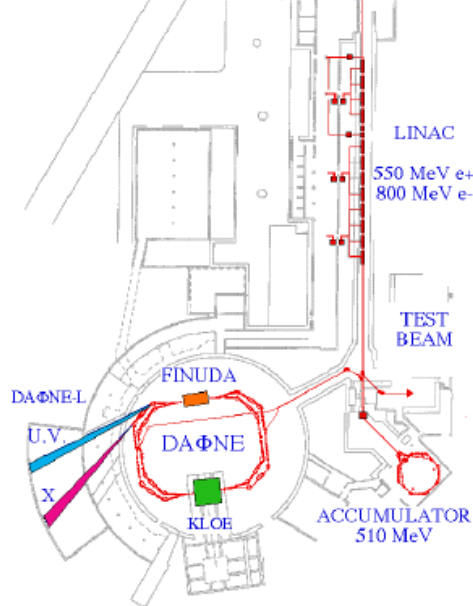 LINAC
550 MeV e+
800 MeV e-
TEST
BEAM
FINUDA
DAΦNE-L
U.V.
DAΦNE
X
KLOE
ACCUMULATOR
510 MeV